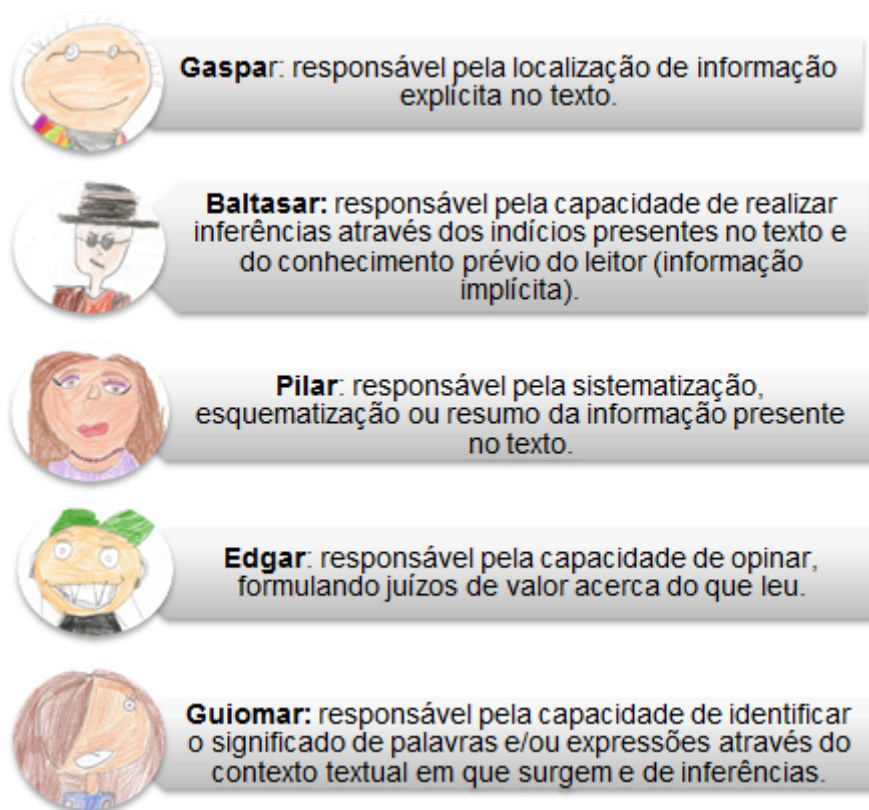 Gaspar: responsável pela localização de informação
explícita no texto.
Baltasar: responsável pela capacidade de realizar
inferências através dos indícios presentes no texto e
do conhecimento prévio do leitor (informação
implícita).
Pilar: responsável pela sistematização,
esquematização ou resumo da informação presente
no texto.
Edgar: responsável pela capacidade de opinar,
formulando juízos de valor acerca do que leu.
Guiomar: responsável pela capacidade de identificar
o significado de palavras e/ou expressões através do
contexto textual em que surgem e de inferências.